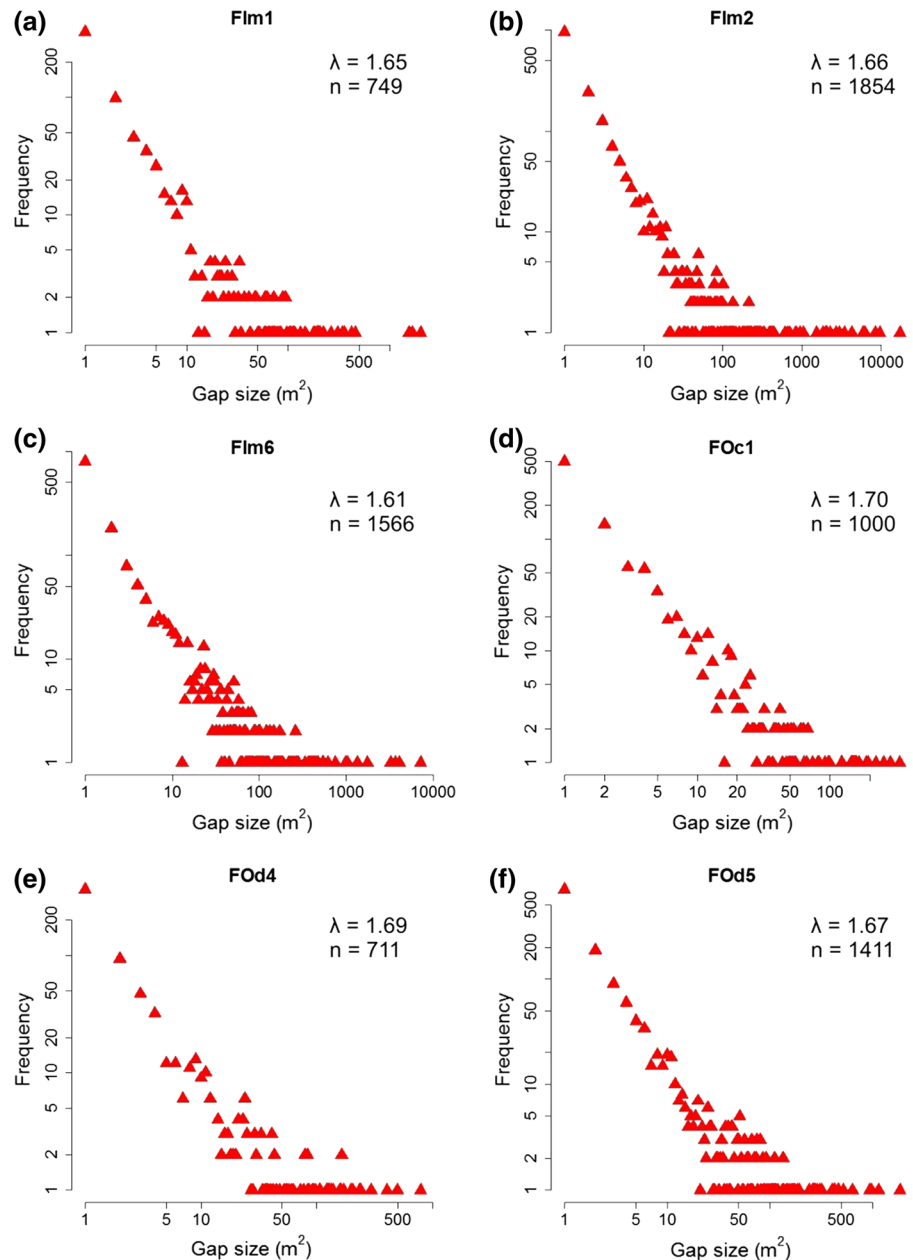 (a)
FIm1
λ = 1.65
n = 749
Frequency
200
50
20
10
5
2
1
1 5 10 50 500
Gap size (m²)
(b)
FIm2
λ = 1.66
n = 1854
Frequency
500
50
10
5
1
1 10 100 1000 10000
Gap size (m²)
(c)
FIm6
λ = 1.61
n = 1566
Frequency
500
50
10
5
1
1 10 100 1000 10000
Gap size (m²)
(d)
FOc1
λ = 1.70
n = 1000
Frequency
500
200
50
20
10
5
2
1
1 2 5 10 20 50 100
Gap size (m²)
(e)
FOd4
λ = 1.69
n = 711
Frequency
200
50
20
10
5
2
1
1 5 10 50 500
Gap size (m²)
(f)
FOd5
λ = 1.67
n = 1411
Frequency
500
200
50
20
10
5
2
1
1 5 10 50 500
Gap size (m²)